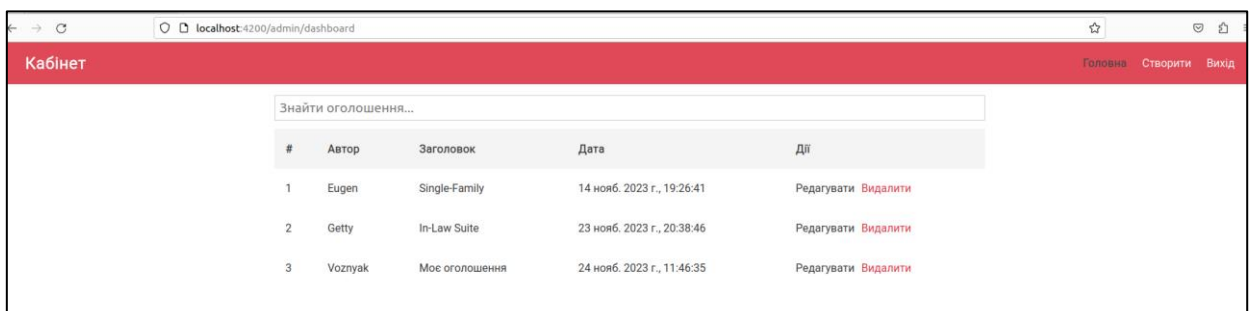 localhost:4200/admin/dashboard
Кабінет Головна Створити Вихід
Знайти оголошення...
# Автор Заголовок Дата Дії
1 Eugen Single-Family 14 нояб. 2023 г., 19:26:41 Редагувати Видалити
2 Getty In-Law Suite 23 нояб. 2023 г., 20:38:46 Редагувати Видалити
3 Voznyak Моє оголошення 24 нояб. 2023 г., 11:46:35 Редагувати Видалити